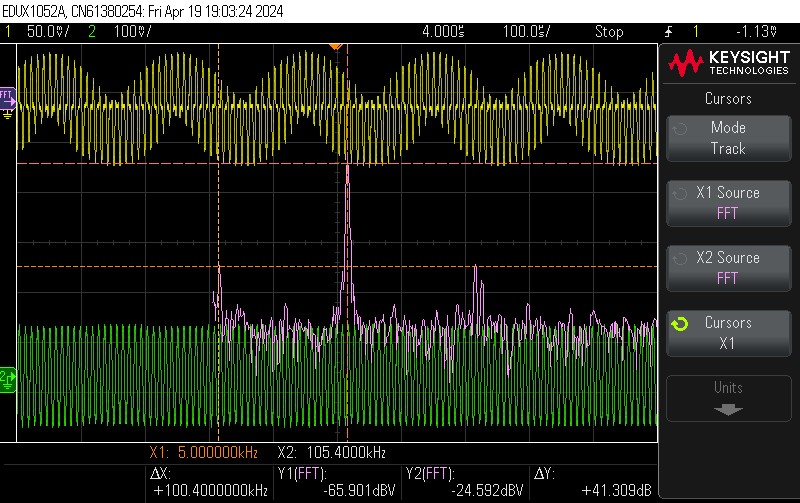 EDUX1052A, CN61380254: Fri Apr 19 19:03:24 2024
1 50.0V/ 2 100V/ 4.000s 100.0s/ Stop 1 -1.13V
KEYSIGHT
TECHNOLOGIES
Cursors
Mode
Track
X1 Source
FFT
X2 Source
FFT
Cursors
X1
Units
FFT
2
X1: 5.000000kHz X2: 105.4000kHz
ΔX:
+100.4000000kHz
Y1(FFT):
-65.901dBV
Y2(FFT):
-24.592dBV
ΔY:
+41.309dB